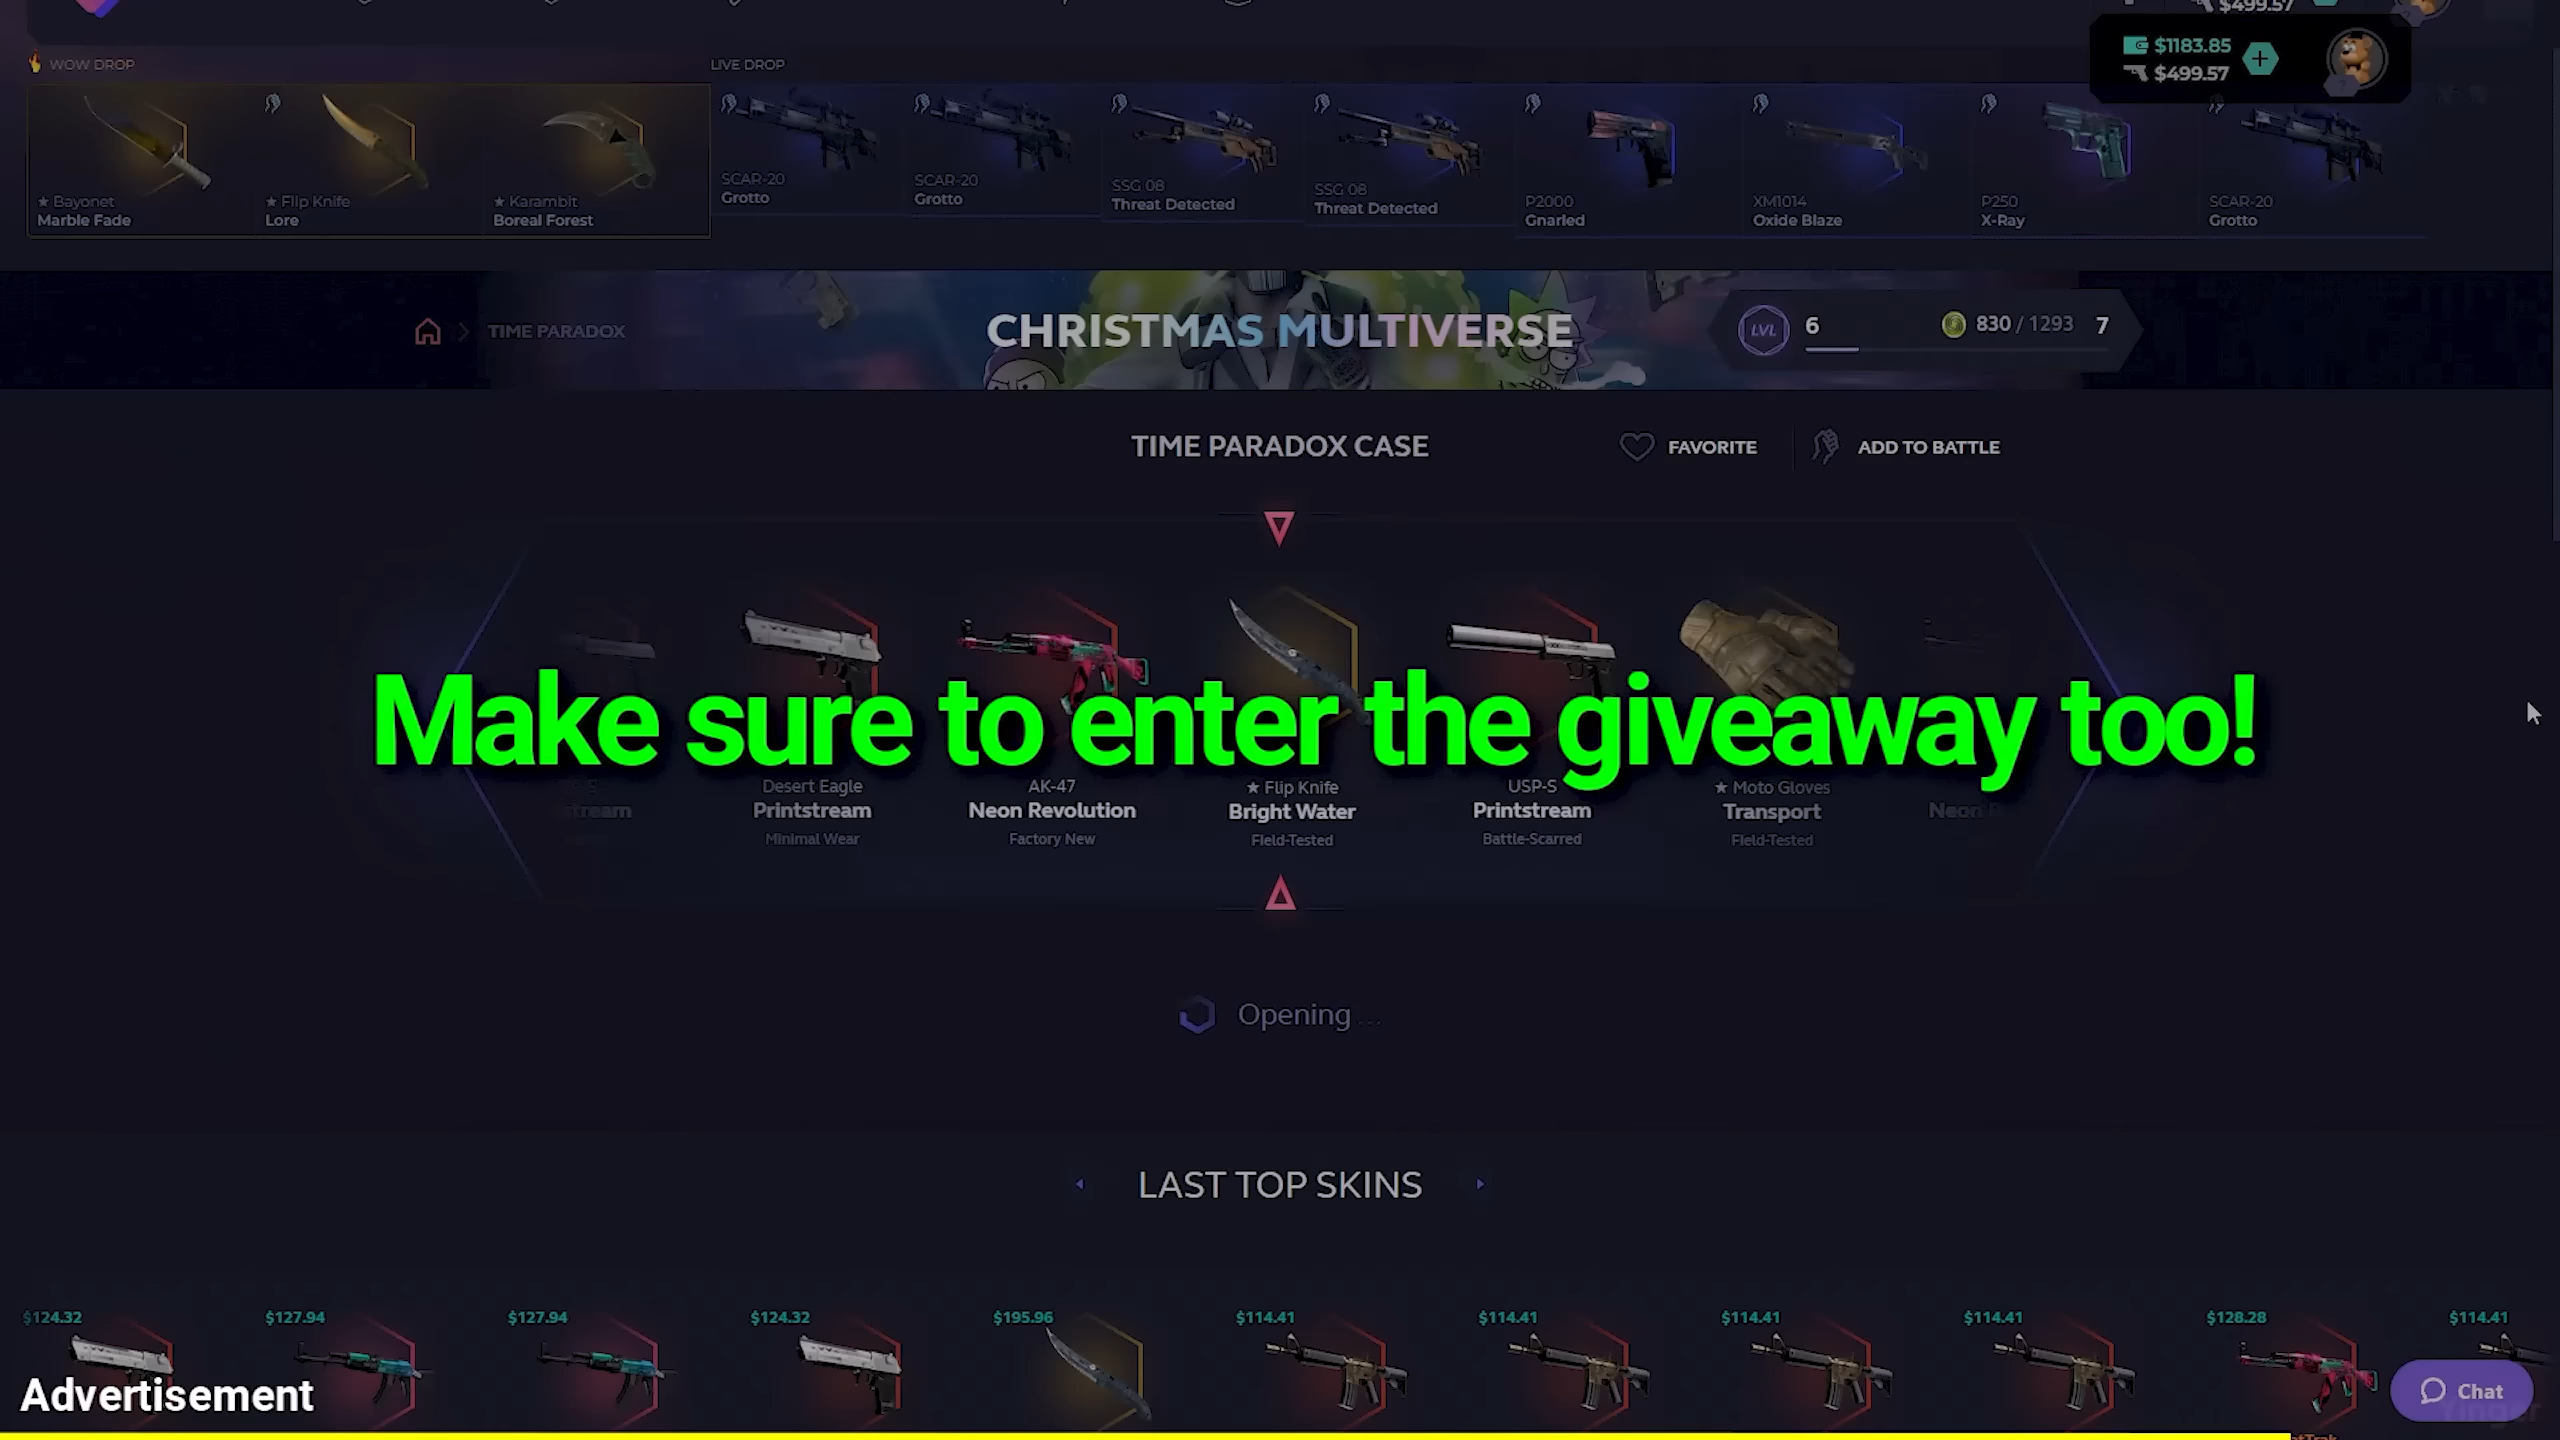 $499.57
$1183.85
$499.57
WOW DROP
LIVE DROP
★ Bayonet
Marble Fade
★ Flip Knife
Lore
★ Karambit
Boreal Forest
SCAR-20
Grotto
SCAR-20
Grotto
SSG 08
Threat Detected
SSG 08
Threat Detected
P2000
Gnarled
XM1014
Oxide Blaze
P250
X-Ray
SCAR-20
Grotto
TIME PARADOX
CHRISTMAS MULTIVERSE
LVL
6
830 / 1293
7
TIME PARADOX CASE
FAVORITE
ADD TO BATTLE
Make sure to enter the giveaway too!
Desert Eagle
Printstream
Minimal Wear
AK-47
Neon Revolution
Factory New
★ Flip Knife
Bright Water
Field-Tested
USP-S
Printstream
Battle-Scarred
★ Moto Gloves
Transport
Field-Tested
Neon
Opening ...
LAST TOP SKINS
$124.32
$127.94
$127.94
$124.32
$195.96
$114.41
$114.41
$114.41
$114.41
$128.28
$114.41
Advertisement
Chat